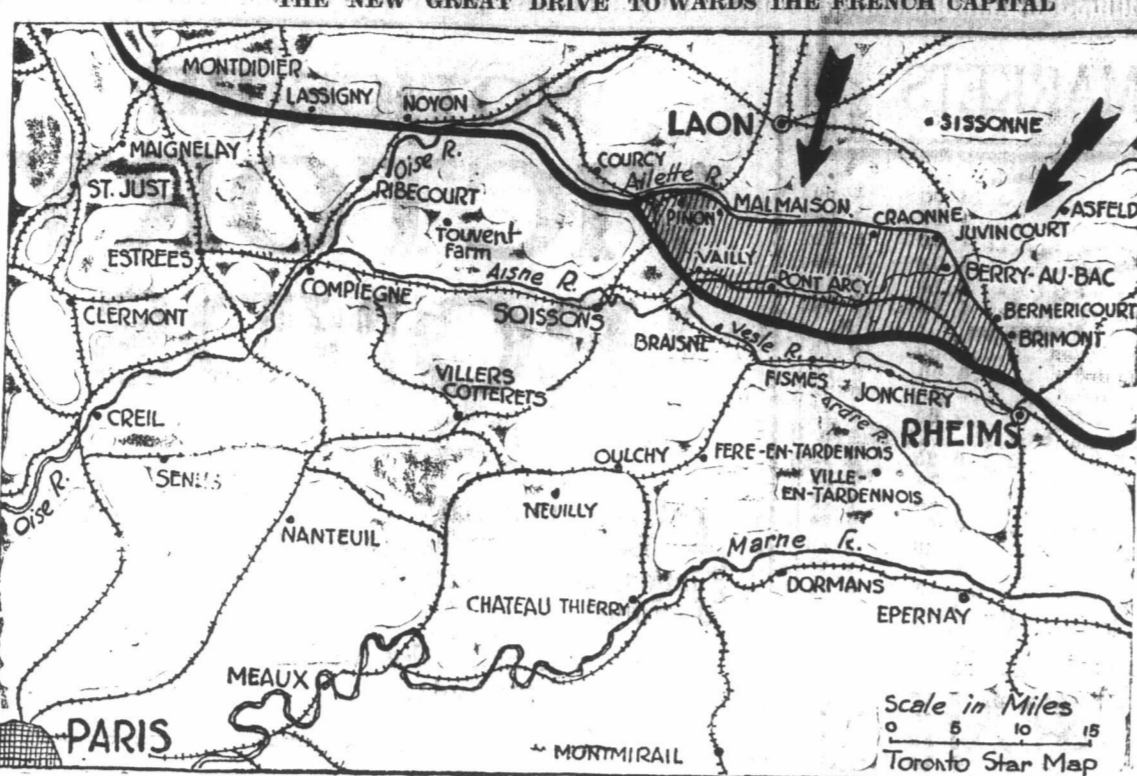 THE NEW GREAT DRIVE TOWARDS THE FRENCH CAPITAL
MONTDIDIER
LASSIGNY
NOYON
LAON
SISSONNE
MAIGNELAY
Oise R.
COURCY
Ailette R.
ST. JUST
RIBECOURT
PINON
MALMAISON
CRAONNE
ASFELD
JUVINCOURT
Touvent
Farm
ESTREES
Aisne R.
VAILLY
BERRY-AU-BAC
COMPIEGNE
PONT ARCY
CLERMONT
SOISSONS
BERMERICOURT
BRAISNE
Vesle R.
BRIMONT
VILLERS
COTTERETS
FISMES
JONCHERY
CREIL
Ardre R.
RHEIMS
OULCHY
FERE-EN-TARDENNOIS
SENLIS
VILLE-
EN-TARDENNOIS
Oise R.
NEUILLY
NANTEUIL
Marne R.
DORMANS
CHATEAU THIERRY
EPERNAY
MEAUX
PARIS
MONTMIRAIL
Scale in Miles
0 5 10 15
Toronto Star Map